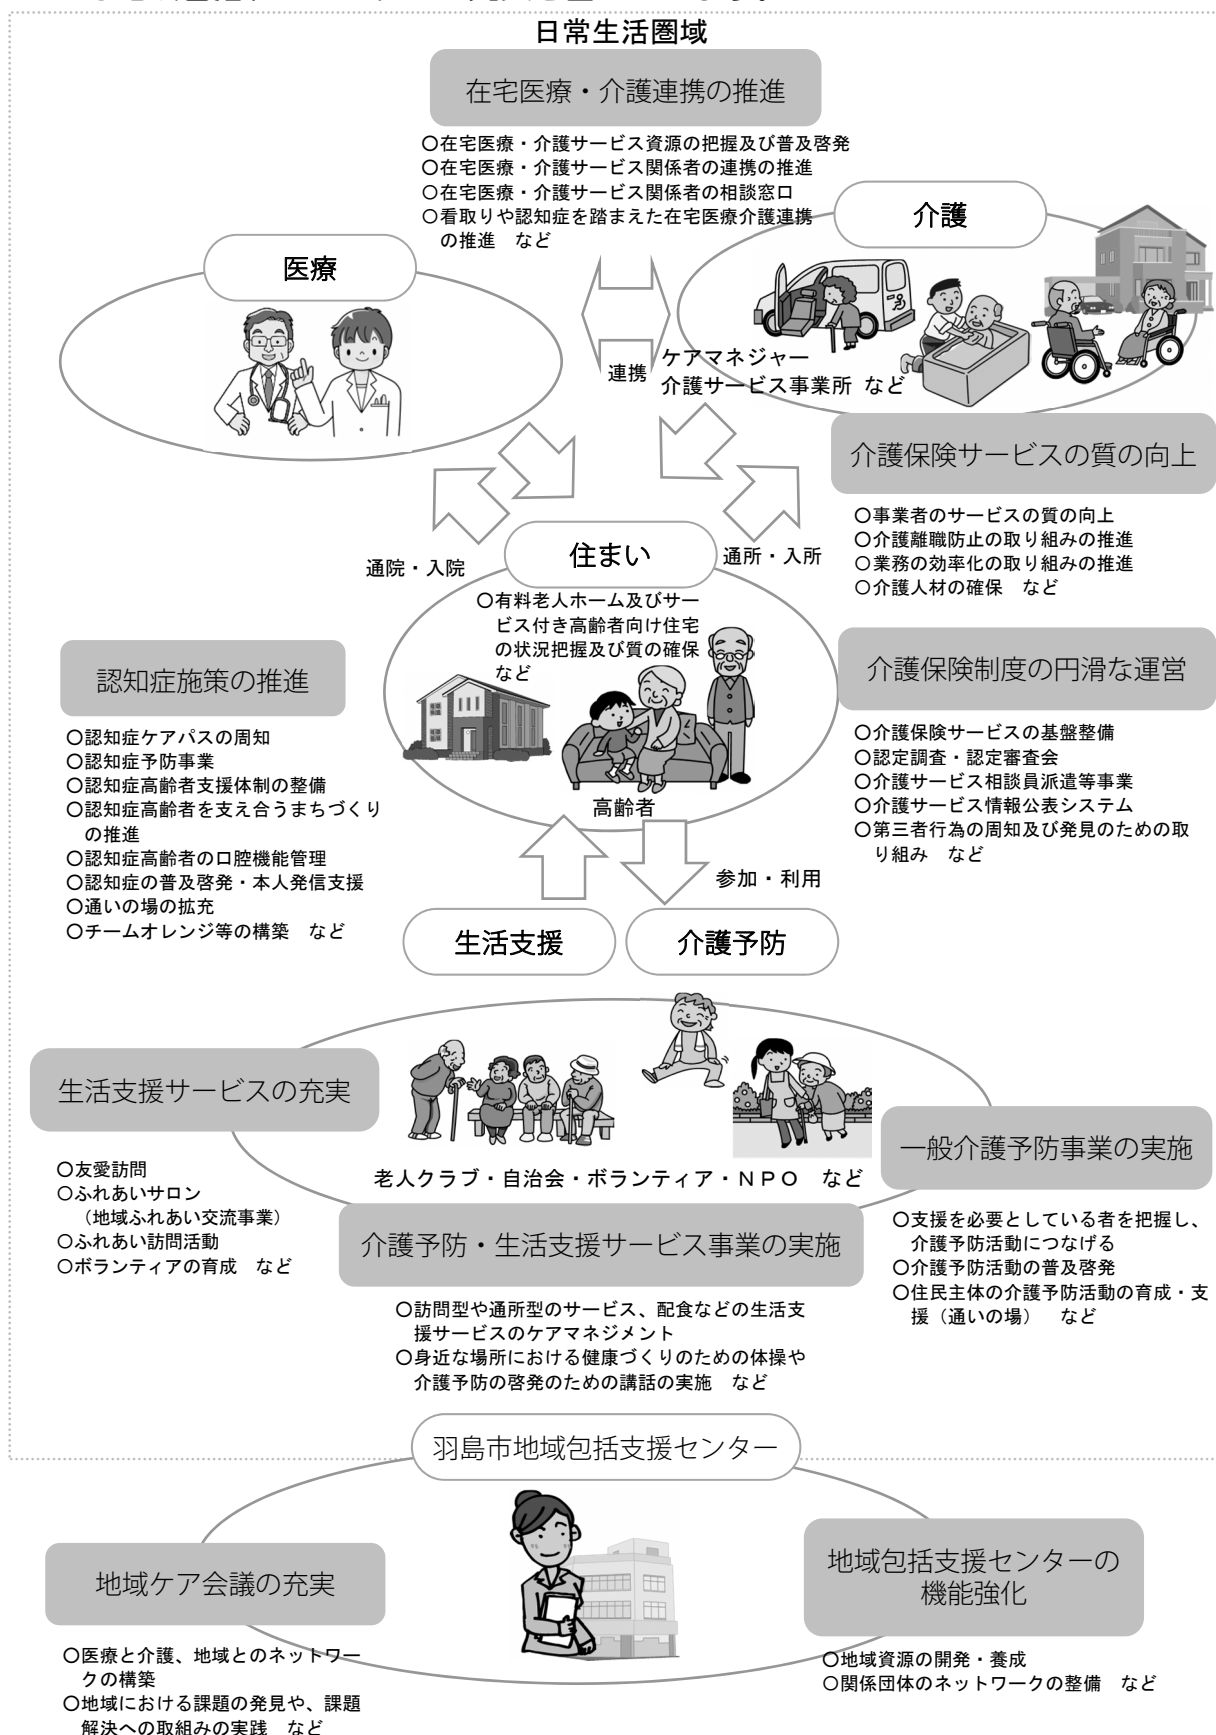 日常生活圏域
在宅医療・介護連携の推進
○在宅医療・介護サービス資源の把握及び普及啓発
○在宅医療・介護サービス関係者の連携の推進
○在宅医療・介護サービス関係者の相談窓口
○看取りや認知症を踏まえた在宅医療介護連携
の推進　など
医療
介護
連携
ケアマネジャー
介護サービス事業所 など
介護保険サービスの質の向上
○事業者のサービスの質の向上
○介護離職防止の取り組みの推進
○業務の効率化の取り組みの推進
○介護人材の確保　など
通院・入院
住まい
通所・入所
○有料老人ホーム及びサー
ビス付き高齢者向け住宅
の状況把握及び質の確保
など
高齢者
認知症施策の推進
○認知症ケアパスの周知
○認知症予防事業
○認知症高齢者支援体制の整備
○認知症高齢者を支え合うまちづくり
の推進
○認知症高齢者の口腔機能管理
○認知症の普及啓発・本人発信支援
○通いの場の拡充
○チームオレンジ等の構築　など
介護保険制度の円滑な運営
○介護保険サービスの基盤整備
○認定調査・認定審査会
○介護サービス相談員派遣等事業
○介護サービス情報公表システム
○第三者行為の周知及び発見のための取
り組み　など
参加・利用
生活支援
介護予防
生活支援サービスの充実
○友愛訪問
○ふれあいサロン
（地域ふれあい交流事業）
○ふれあい訪問活動
○ボランティアの育成　など
老人クラブ・自治会・ボランティア・ＮＰＯ　など
一般介護予防事業の実施
○支援を必要としている者を把握し、
介護予防活動につなげる
○介護予防活動の普及啓発
○住民主体の介護予防活動の育成・支
援（通いの場）　など
介護予防・生活支援サービス事業の実施
○訪問型や通所型のサービス、配食などの生活支
援サービスのケアマネジメント
○身近な場所における健康づくりのための体操や
介護予防の啓発のための講話の実施　など
羽島市地域包括支援センター
地域ケア会議の充実
○医療と介護、地域とのネットワー
クの構築
○地域における課題の発見や、課題
解決への取組みの実践　など
地域包括支援センターの
機能強化
○地域資源の開発・養成
○関係団体のネットワークの整備　など